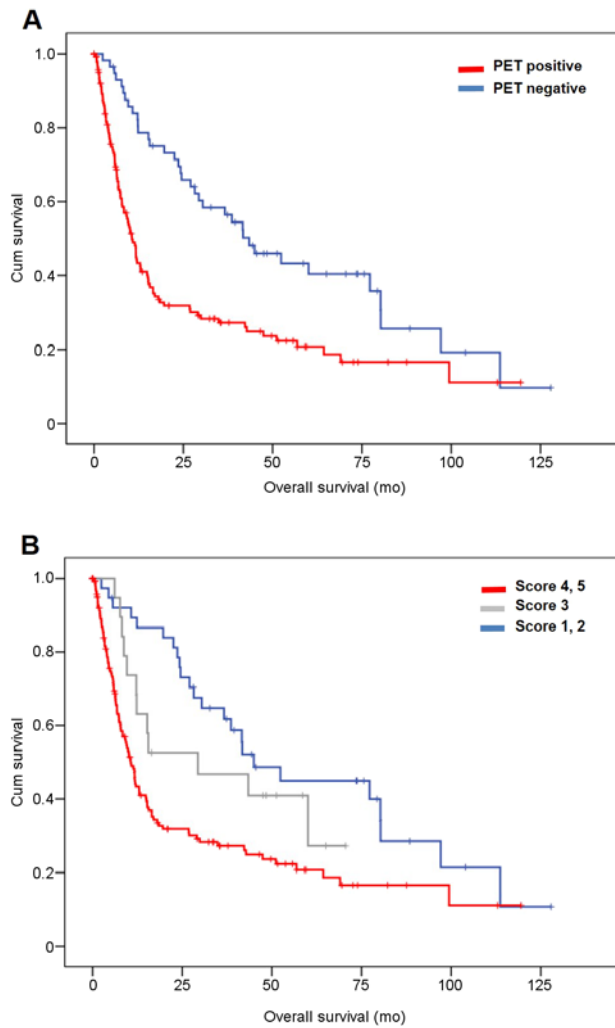 A
1.0
0.8
0.6
0.4
0.2
0
Cum survival
PET positive
PET negative
0 25 50 75 100 125
Overall survival (mo)
B
1.0
0.8
0.6
0.4
0.2
0
Cum survival
Score 4, 5
Score 3
Score 1, 2
0 25 50 75 100 125
Overall survival (mo)